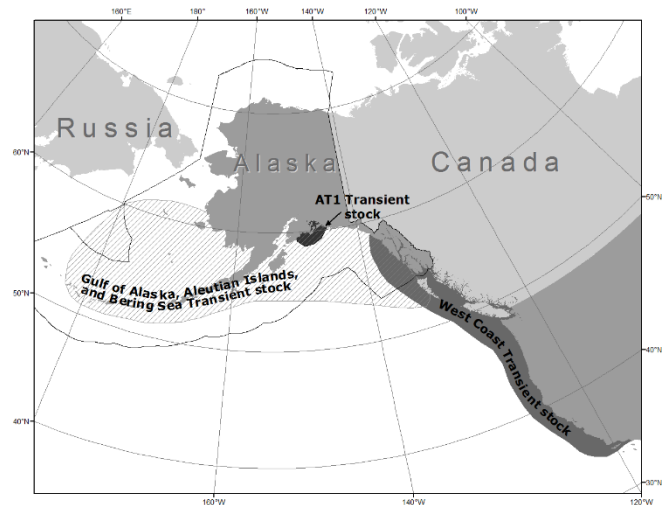 160°E
180°
160°W
140°W
120°W
100°W
Russia
Alaska
Canada
60°N
AT1 Transient
stock
Gulf of Alaska, Aleutian Islands,
and Bering Sea Transient stock
50°N
West Coast Transient stock
40°N
40°N
30°N
160°W
140°W
120°W